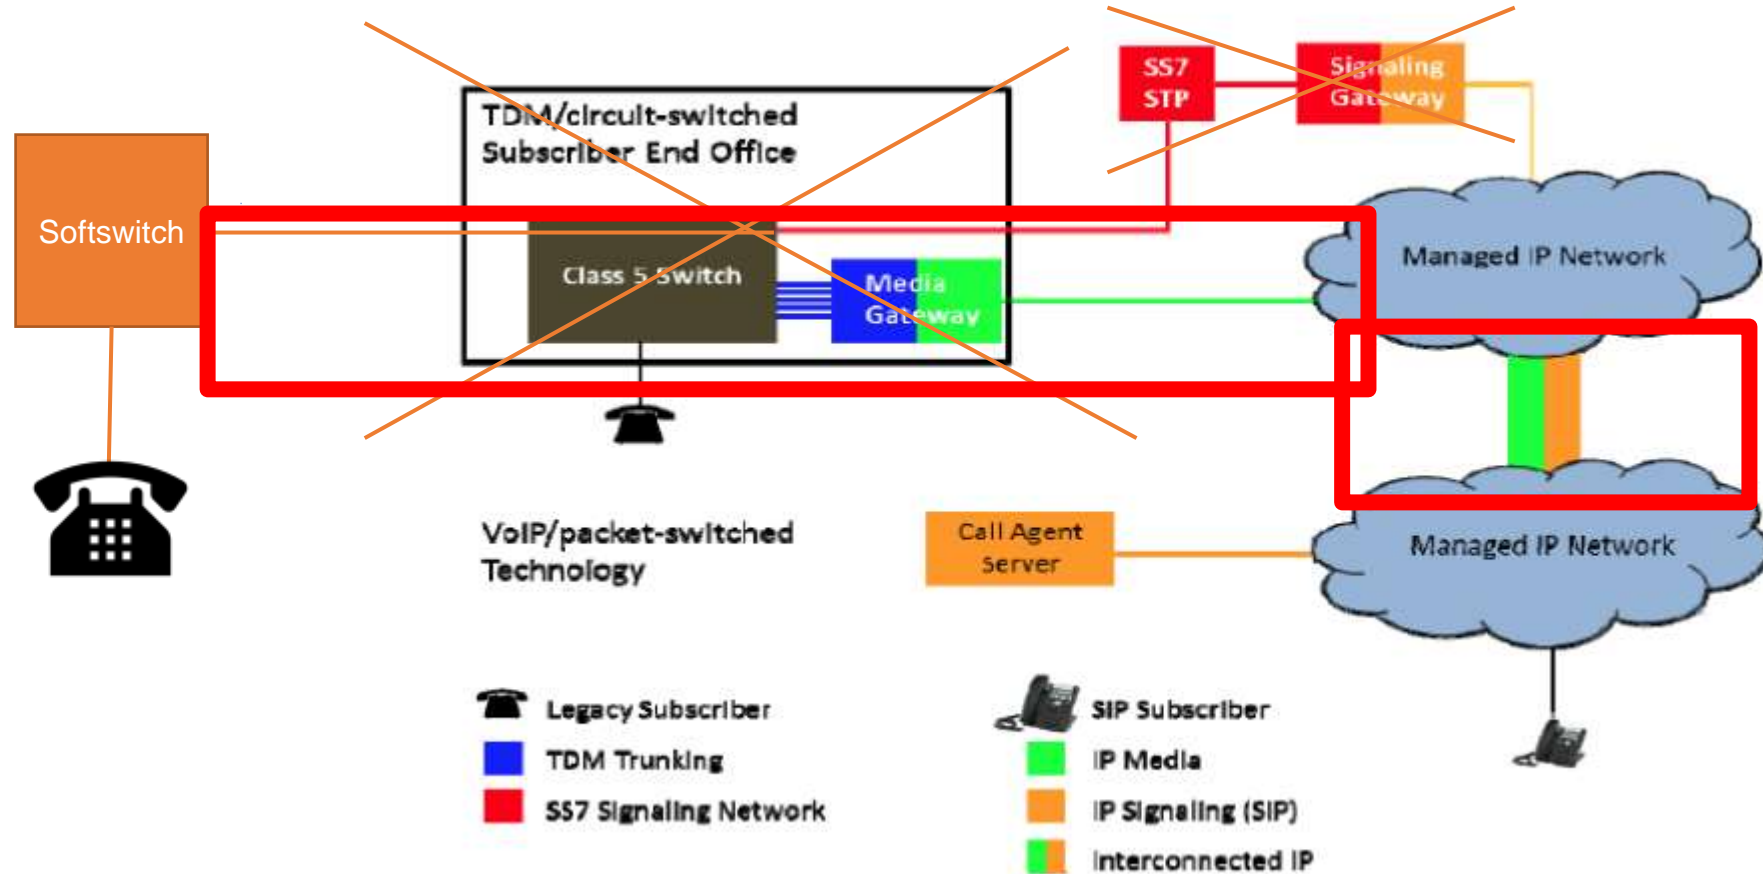 SS7
STP
Signaling
Gateway
TDM/circuit-switched
Subscriber End Office
Softswitch
Class 5 Switch
Media
Gateway
Managed IP Network
VoIP/packet-switched
Technology
Call Agent
Server
Managed IP Network
Legacy Subscriber
SIP Subscriber
TDM Trunking
IP Media
SS7 Signaling Network
IP Signaling (SIP)
Interconnected IP